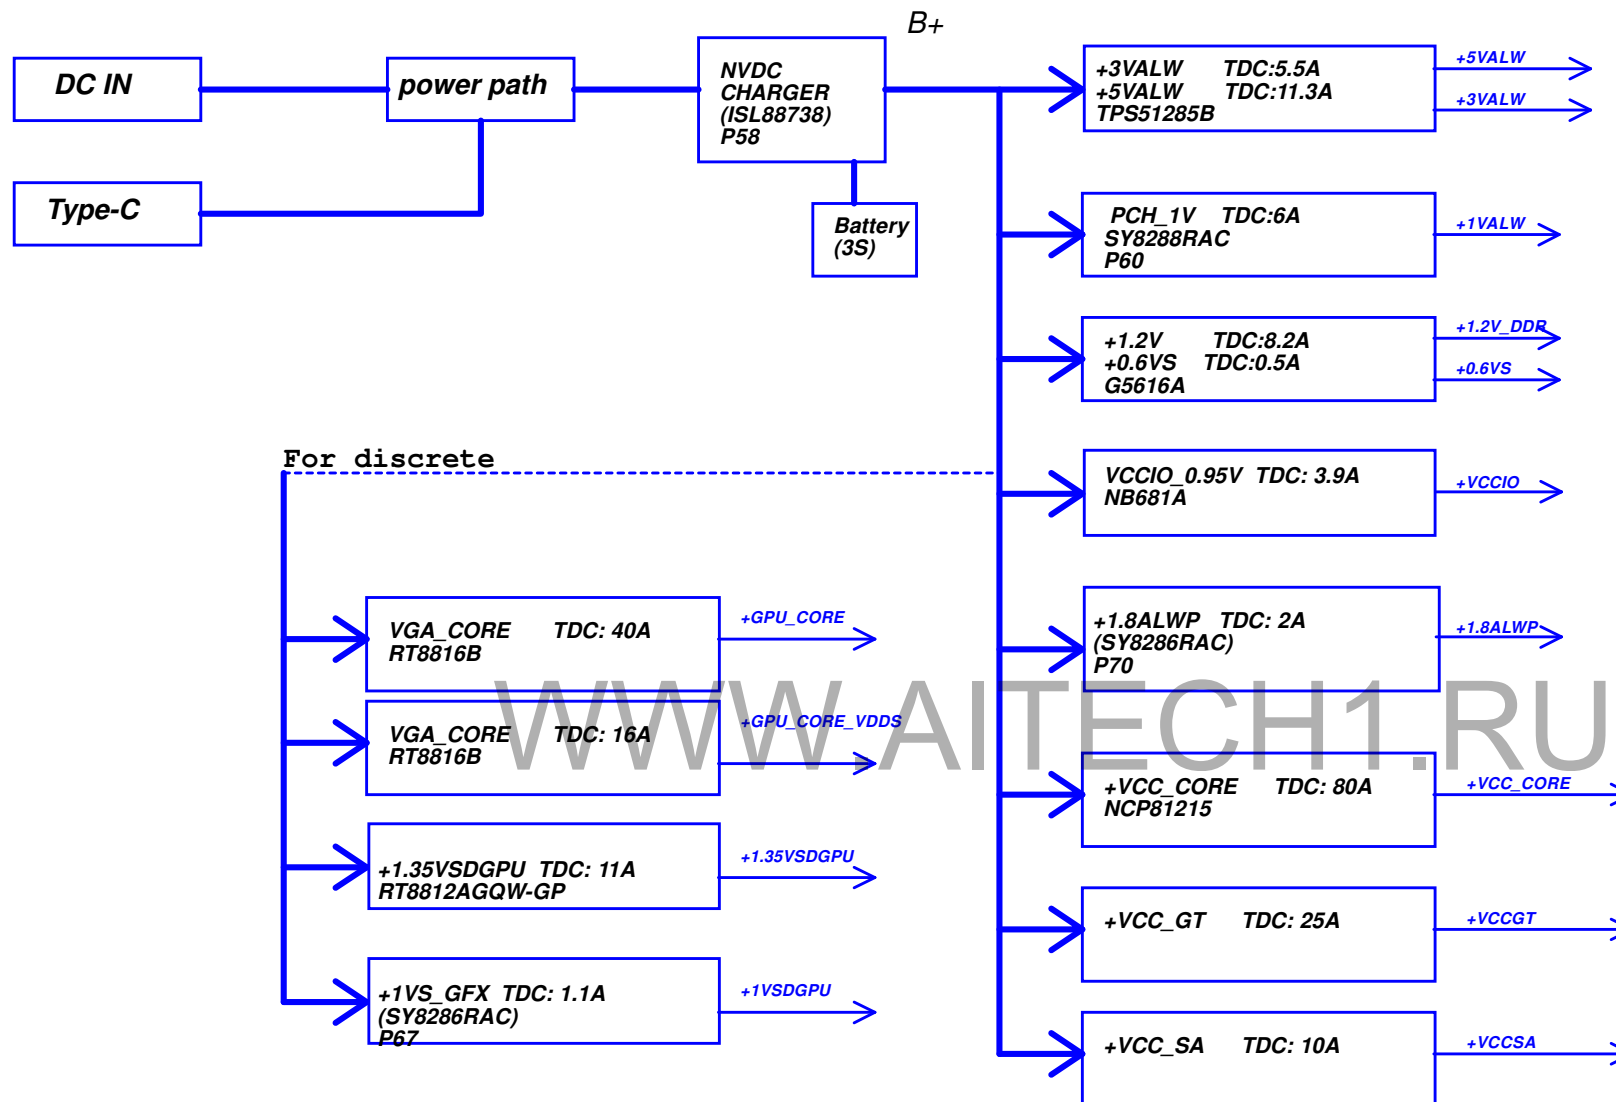 B+
DC IN
power path
NVDC
CHARGER
(ISL88738)
P58
Type-C
Battery
(3S)
+3VALW TDC:5.5A
+5VALW TDC:11.3A
TPS51285B
+5VALW
+3VALW
PCH_1V TDC:6A
SY8288RAC
P60
+1VALW
+1.2V TDC:8.2A
+0.6VS TDC:0.5A
G5616A
+1.2V_DDR
+0.6VS
For discrete
VCCIO_0.95V TDC: 3.9A
NB681A
+VCCIO
VGA_CORE TDC: 40A
RT8816B
+GPU_CORE
+1.8ALWP TDC: 2A
(SY8286RAC)
P70
+1.8ALWP
WWW.AITECH1.RU
VGA_CORE TDC: 16A
RT8816B
+GPU_CORE_VDDS
+VCC_CORE TDC: 80A
NCP81215
+VCC_CORE
+1.35VSDGPU TDC: 11A
RT8812AGQW-GP
+1.35VSDGPU
+VCC_GT TDC: 25A
+VCCGT
+1VS_GFX TDC: 1.1A
(SY8286RAC)
P67
+1VSDGPU
+VCC_SA TDC: 10A
+VCCSA